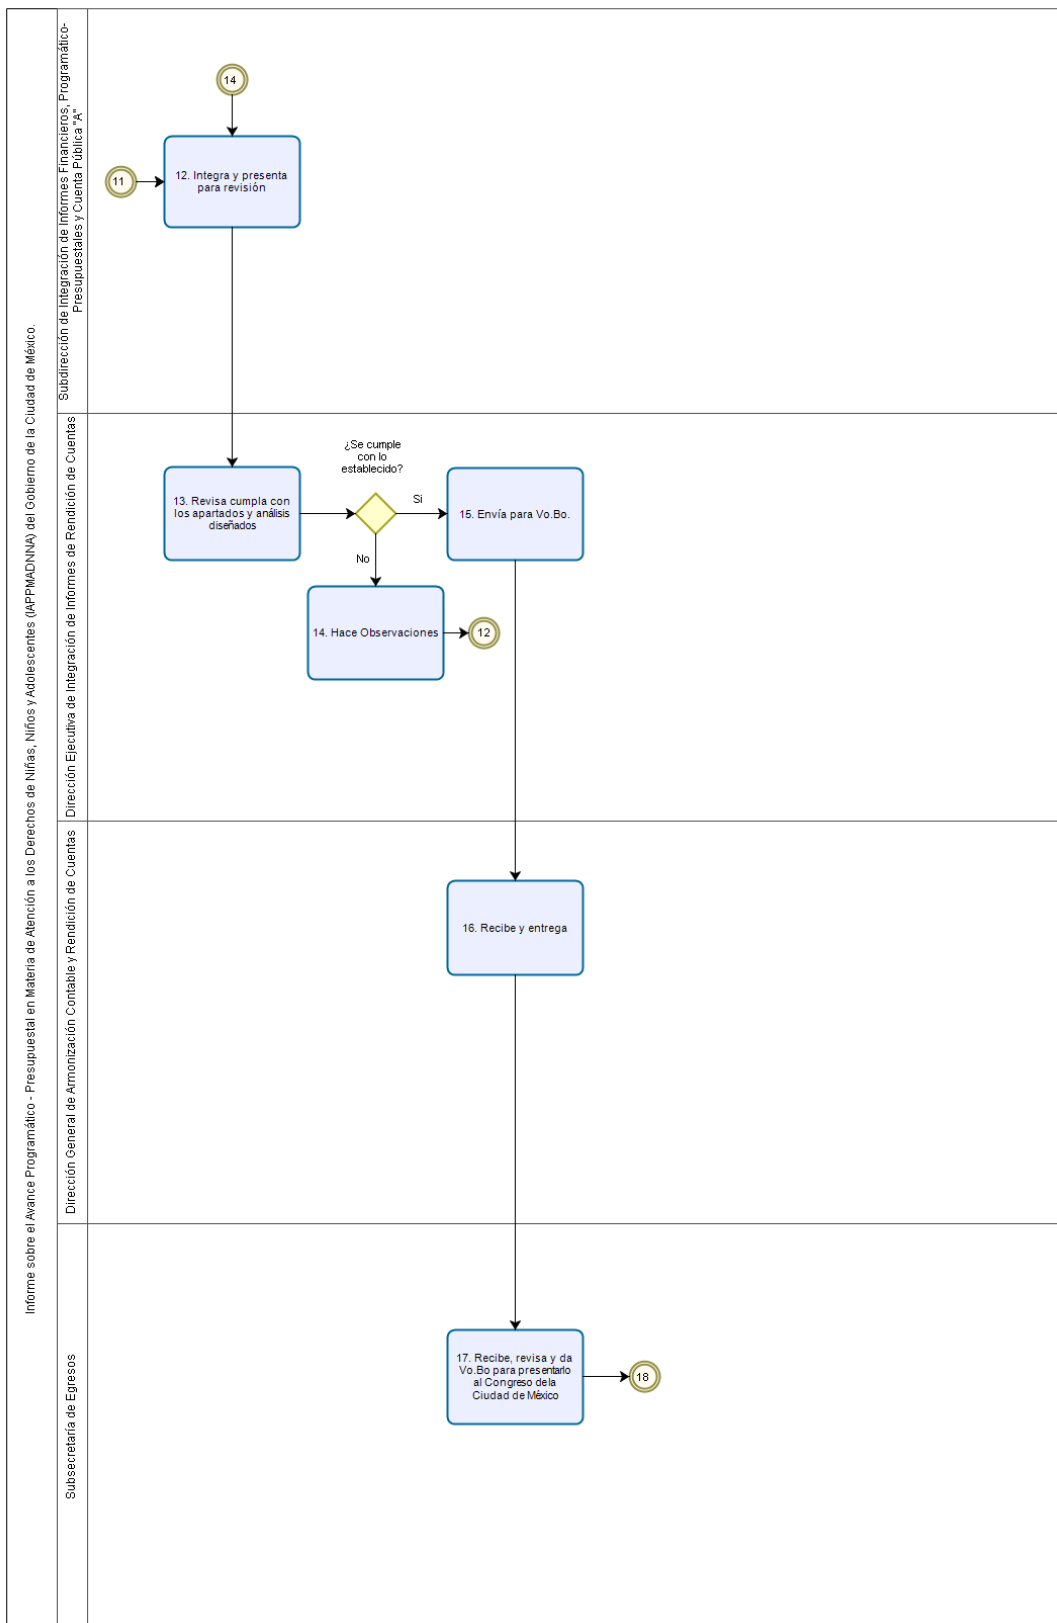 Informe sobre el Avance Programático - Presupuestal en Materia de Atención a los Derechos de Niñas, Niños y Adolescentes (IAPPMADNNA) del Gobierno de la Ciudad de México.
Subdirección de Integración de Informes Financieros, Programático-
Presupuestales y Cuenta Pública "A"
14
11
12. Integra y presenta
para revisión
Dirección Ejecutiva de Integración de Informes de Rendición de Cuentas
13. Revisa cumpla con
los apartados y análisis
diseñados
¿Se cumple
con lo
establecido?
Si
No
15. Envía para Vo.Bo.
14. Hace Observaciones
12
Dirección General de Armonización Contable y Rendición de Cuentas
16. Recibe y entrega
Subsecretaría de Egresos
17. Recibe, revisa y da
Vo.Bo para presentarlo
al Congreso de la
Ciudad de México
18